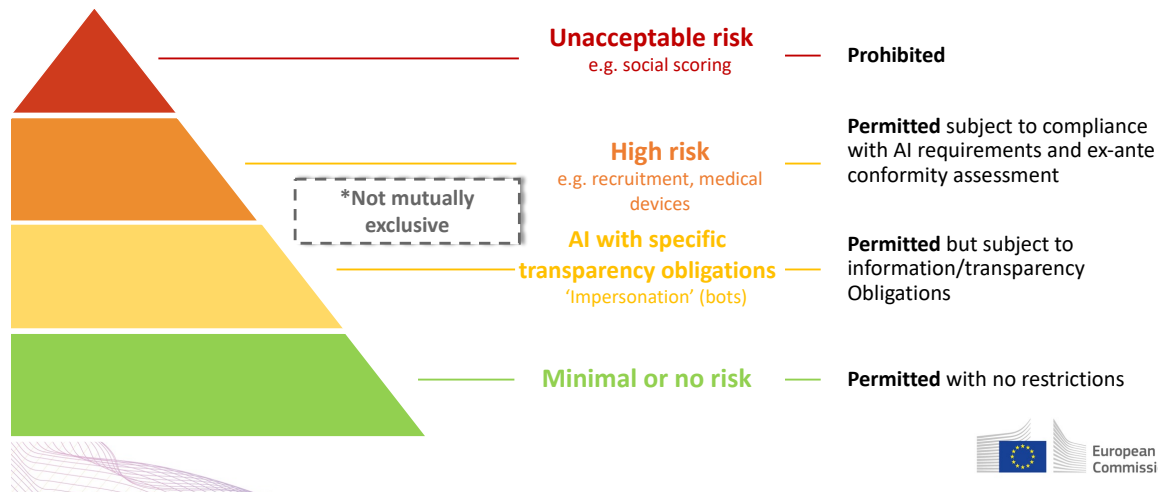 Unacceptable risk
e.g. social scoring
Prohibited
High risk
e.g. recruitment, medical
devices
Permitted subject to compliance
with AI requirements and ex-ante
conformity assessment
*Not mutually
exclusive
AI with specific
transparency obligations
‘Impersonation’ (bots)
Permitted but subject to
information/transparency
Obligations
Minimal or no risk
Permitted with no restrictions
European
Commissi